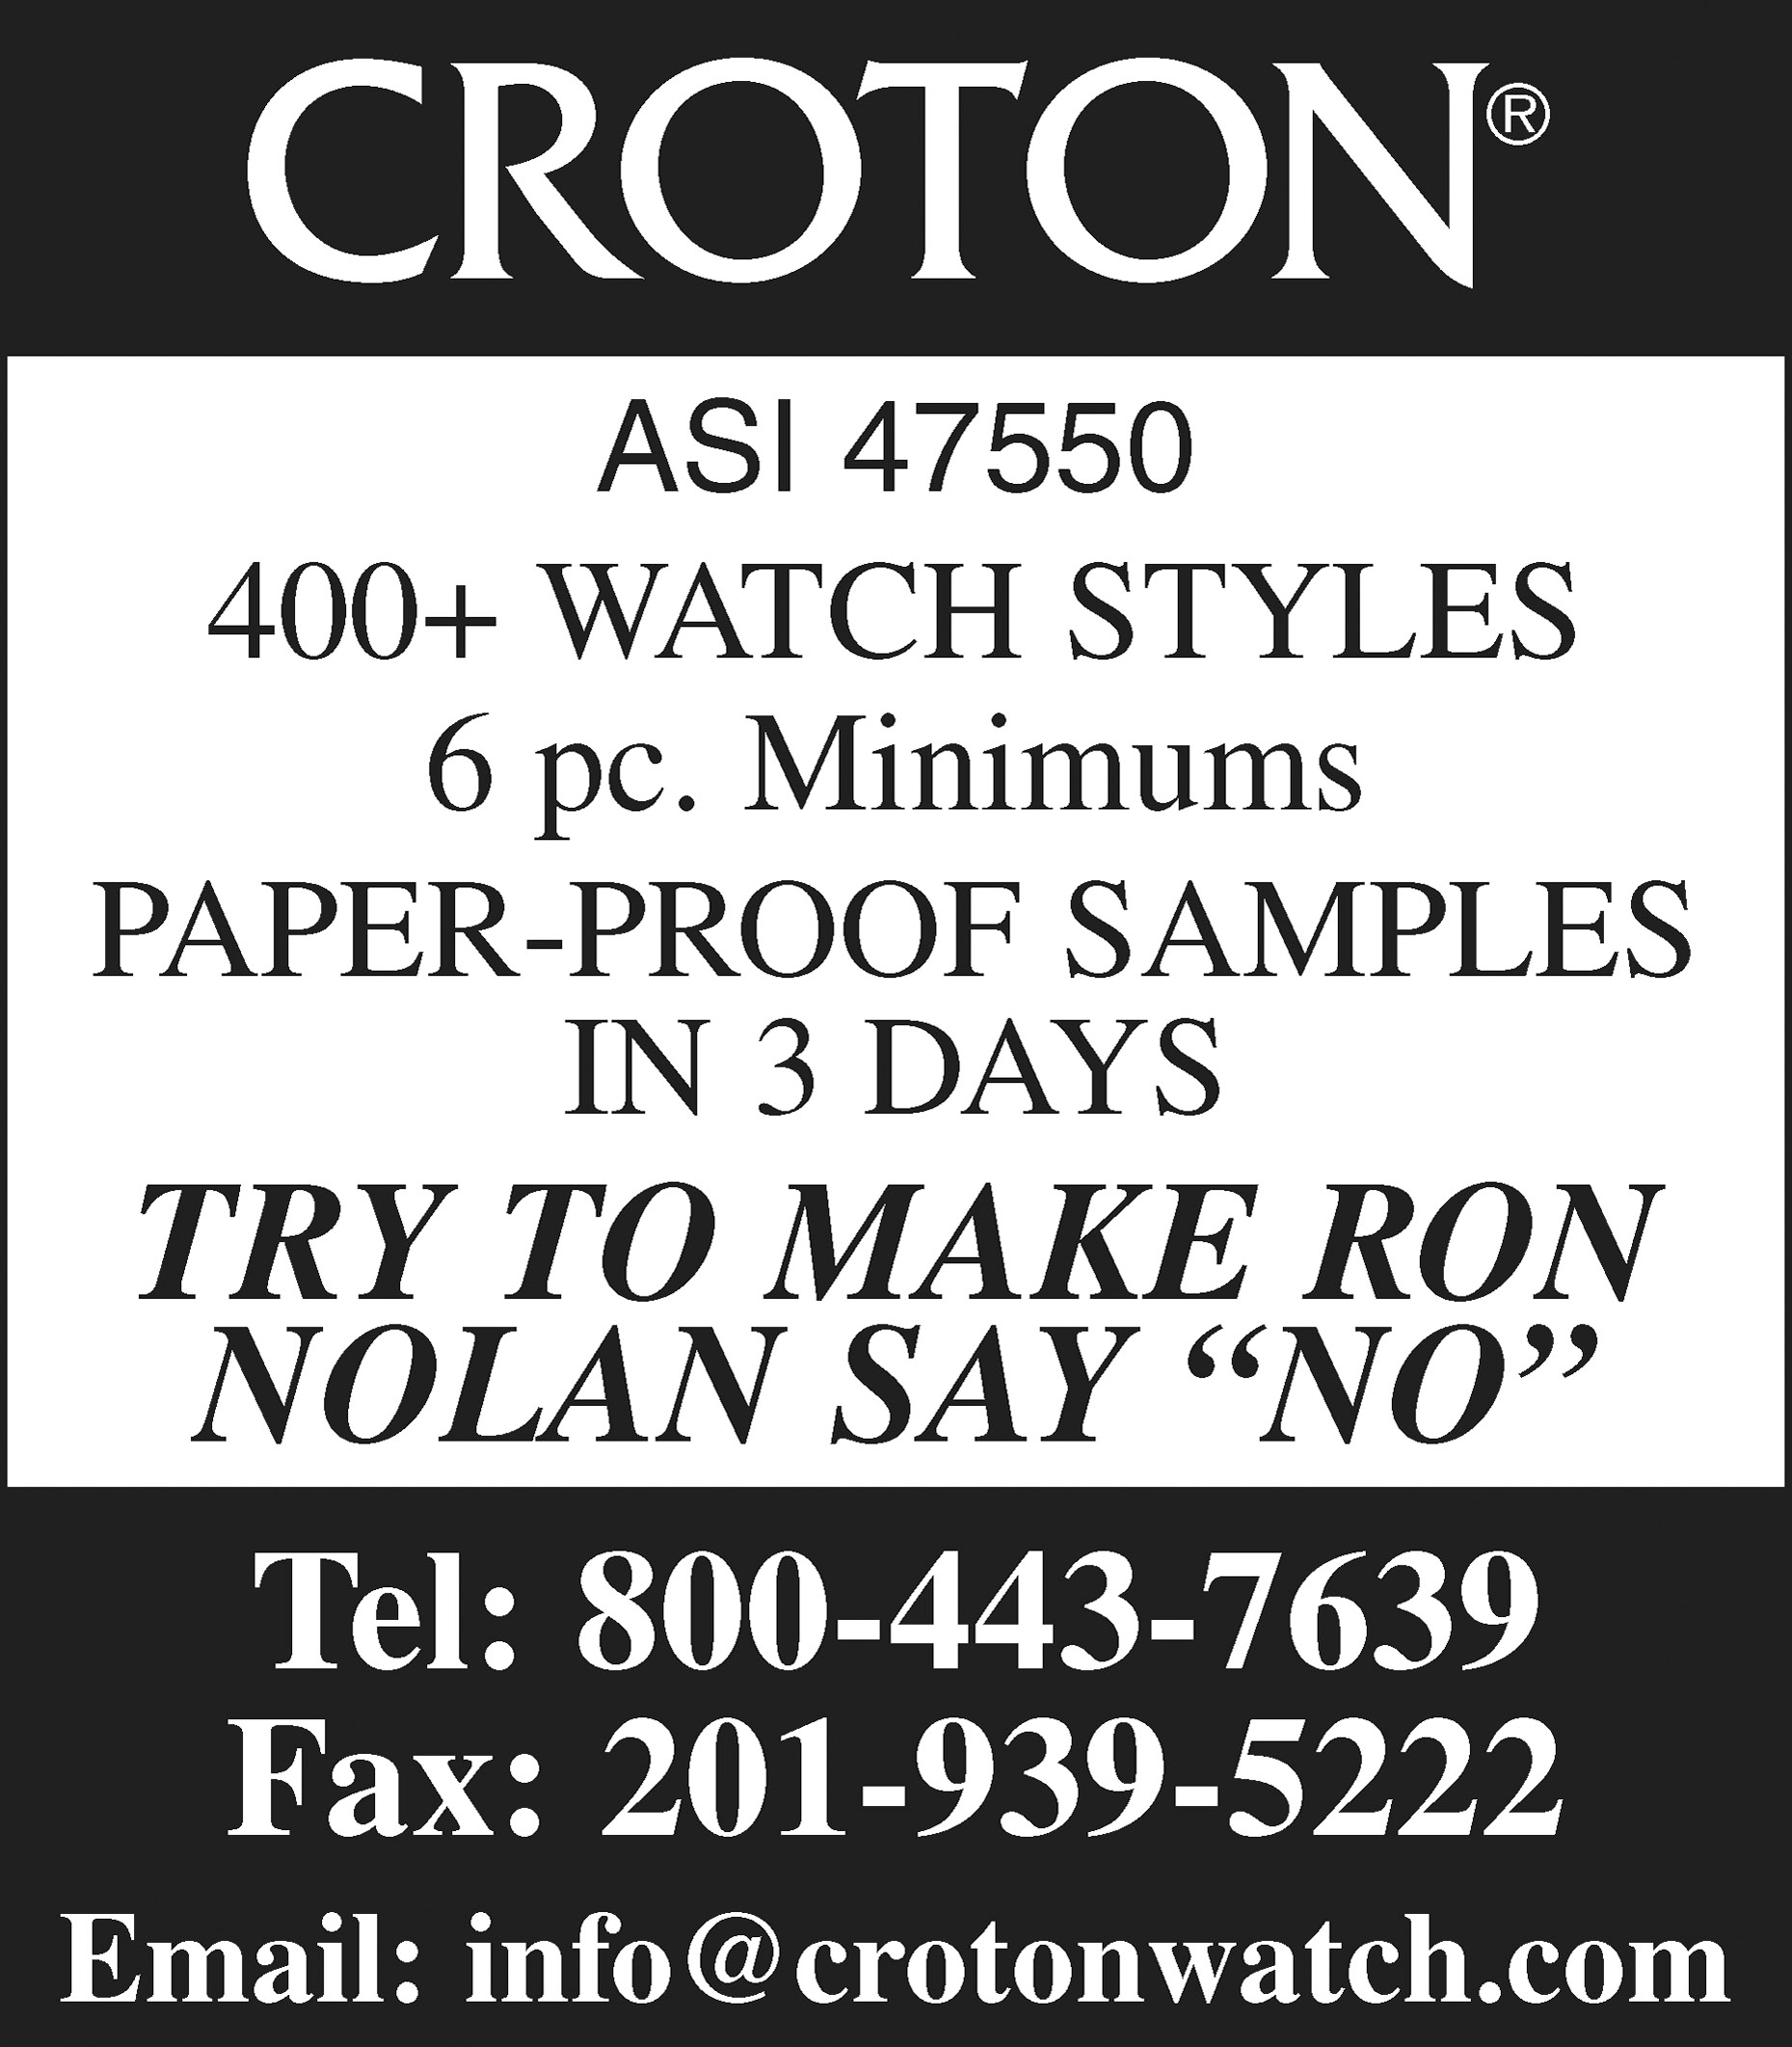 CROTON®
ASI 47550
400+ WATCH STYLES
6 pc. Minimums
PAPER-PROOF SAMPLES
IN 3 DAYS
TRY TO MAKE RON
NOLAN SAY “NO”
Tel: 800-443-7639
Fax: 201-939-5222
Email: info@crotonwatch.com